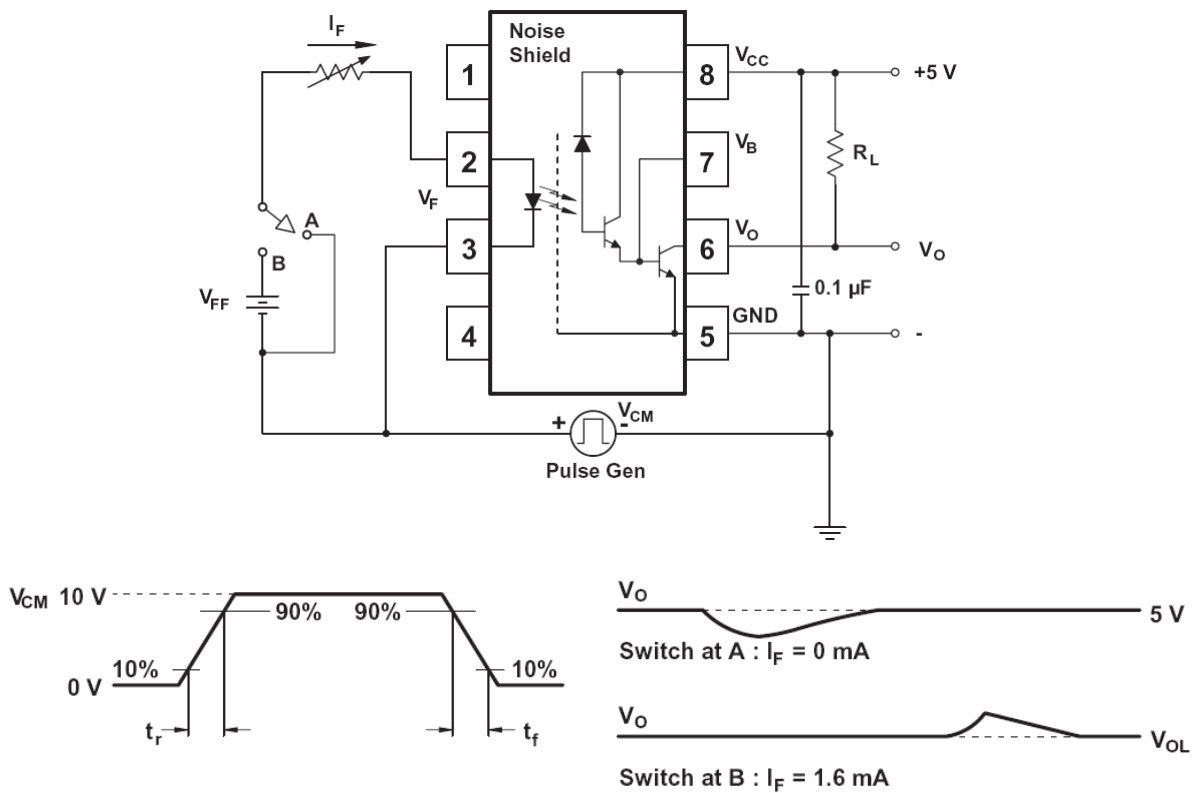 I_F
Noise
Shield
1
8
V_CC
+5 V
2
7
V_B
R_L
V_F
A
3
6
V_O
V_O
B
V_FF
0.1 μF
4
5
GND
-
+
V_CM
-
Pulse Gen
V_CM 10 V
90%
90%
10%
10%
0 V
t_r
t_f
V_O
5 V
Switch at A : I_F = 0 mA
V_O
V_OL
Switch at B : I_F = 1.6 mA